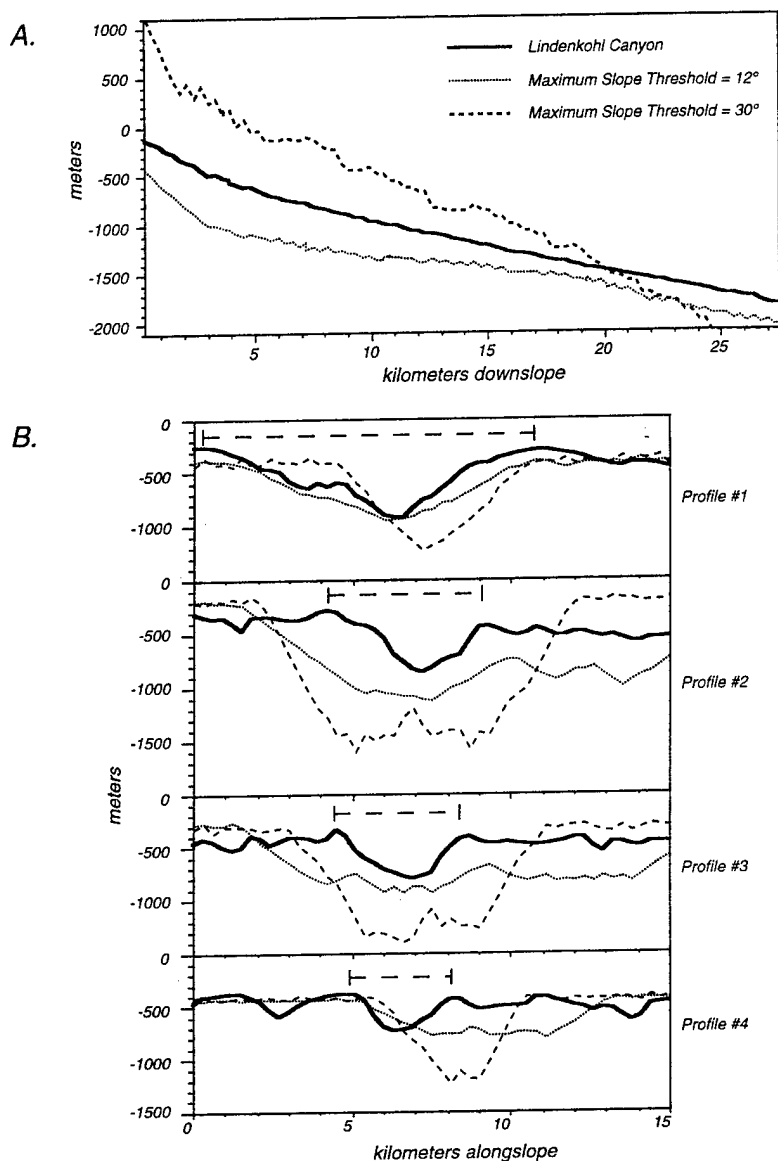 A.
1000
500
0
-500
-1000
-1500
-2000
meters
Lindenkohl Canyon
Maximum Slope Threshold = 12°
Maximum Slope Threshold = 30°
5
10
15
20
25
kilometers downslope
B.
0
-500
-1000
Profile #1
0
-500
-1000
-1500
Profile #2
meters
0
-500
-1000
Profile #3
0
-500
-1000
-1500
Profile #4
0
5
10
15
kilometers alongslope